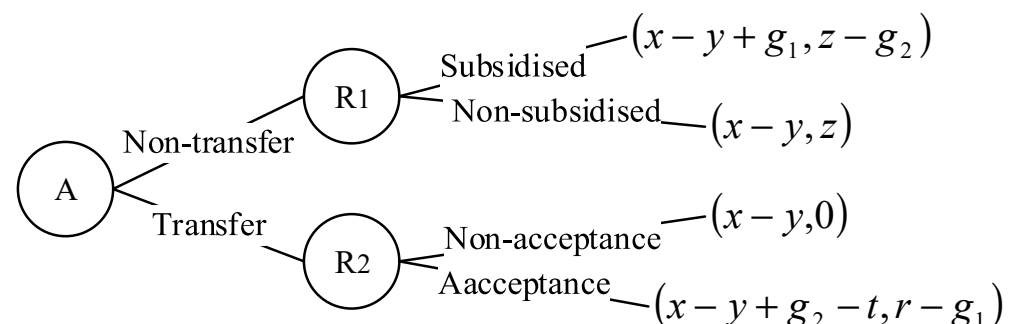 (x − y + g₁, z − g₂)
Subsidised
R1
Non-subsidised
(x − y, z)
Non-transfer
A
Transfer
(x − y,0)
Non-acceptance
R2
Aacceptance
(x − y + g₂ − t, r − g₁)